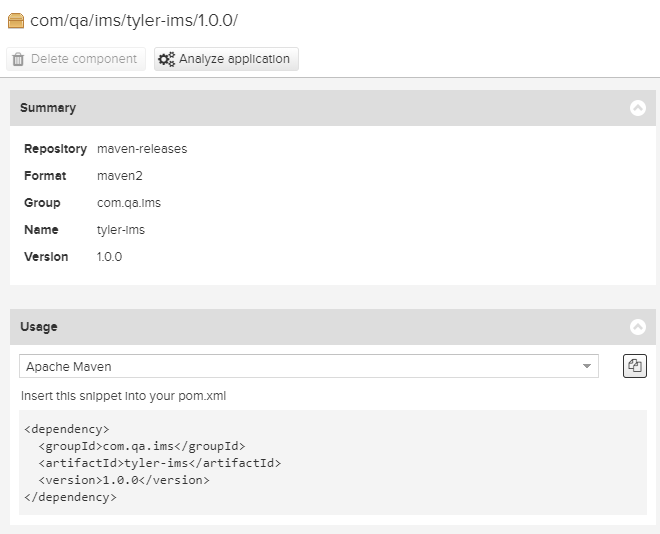 com/qa/ims/tyler-ims/1.0.0/
Delete component Analyze application
Summary
Repository maven-releases
Format maven2
Group com.qa.ims
Name tyler-ims
Version 1.0.0
Usage
Apache Maven
Insert this snippet into your pom.xml
<dependency>
  <groupId>com.qa.ims</groupId>
  <artifactId>tyler-ims</artifactId>
  <version>1.0.0</version>
</dependency>